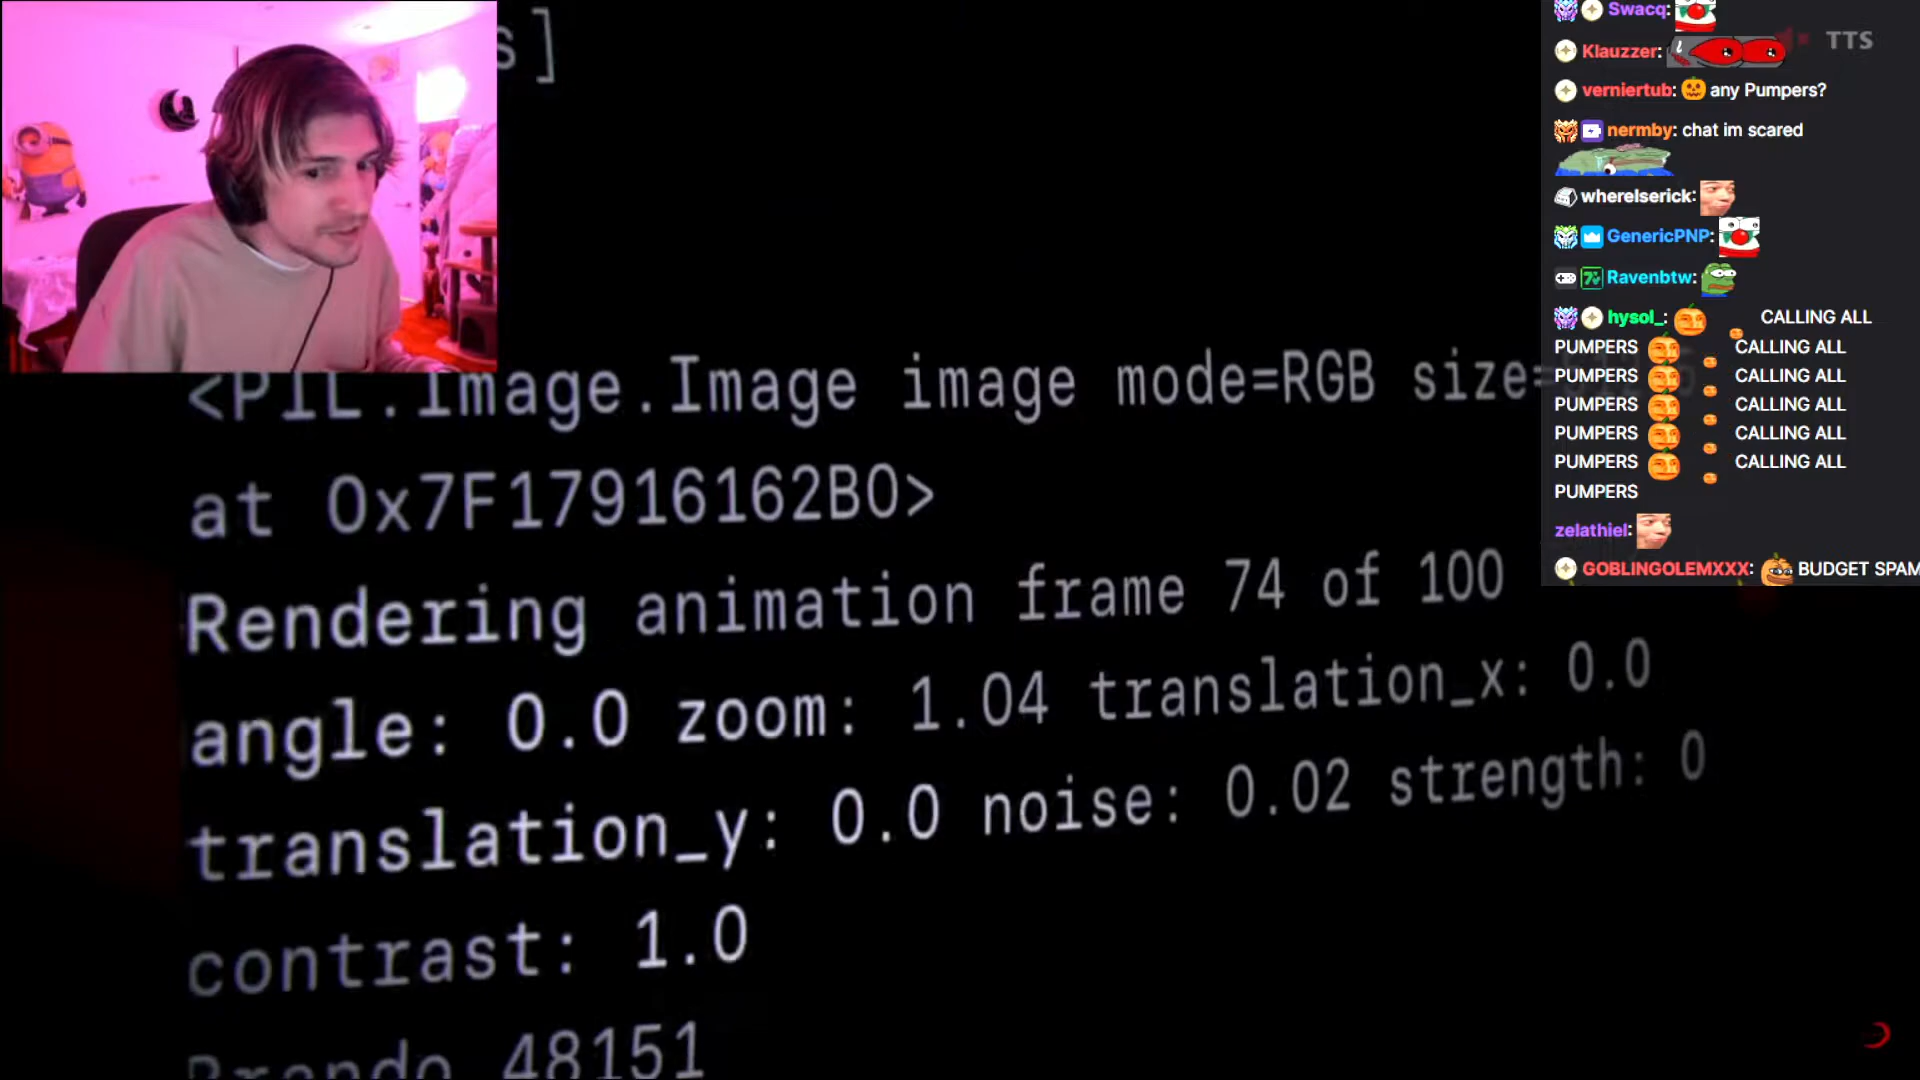 s]
<PIL.Image.Image image mode=RGB size=
at 0x7F17916162B0>
Rendering animation frame 74 of 100
angle: 0.0 zoom: 1.04 translation_x: 0.0
translation_y: 0.0 noise: 0.02 strength: 0
contrast: 1.0
48151
TTS
Swacq:
Klauzzer:
verniertub: any Pumpers?
nermby: chat im scared
whereIserick:
GenericPNP:
Ravenbtw:
hysol_: CALLING ALL
PUMPERS CALLING ALL
PUMPERS CALLING ALL
PUMPERS CALLING ALL
PUMPERS CALLING ALL
PUMPERS CALLING ALL
PUMPERS
zelathiel:
GOBLINGOLEMXXX: BUDGET SPAM